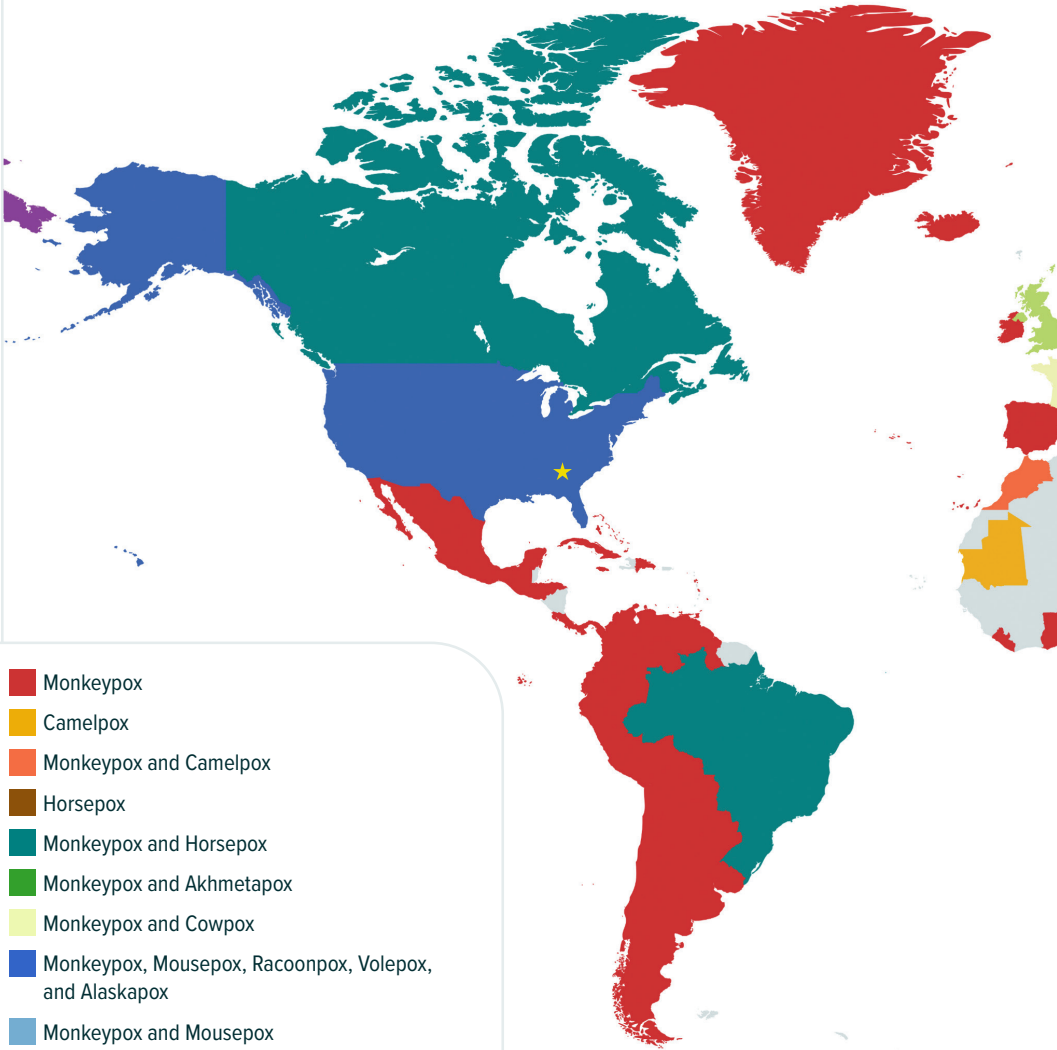 Monkeypox
Camelpox
Monkeypox and Camelpox
Horsepox
Monkeypox and Horsepox
Monkeypox and Akhmetapox
Monkeypox and Cowpox
Monkeypox, Mousepox, Racoonpox, Volepox,
and Alaskapox
Monkeypox and Mousepox